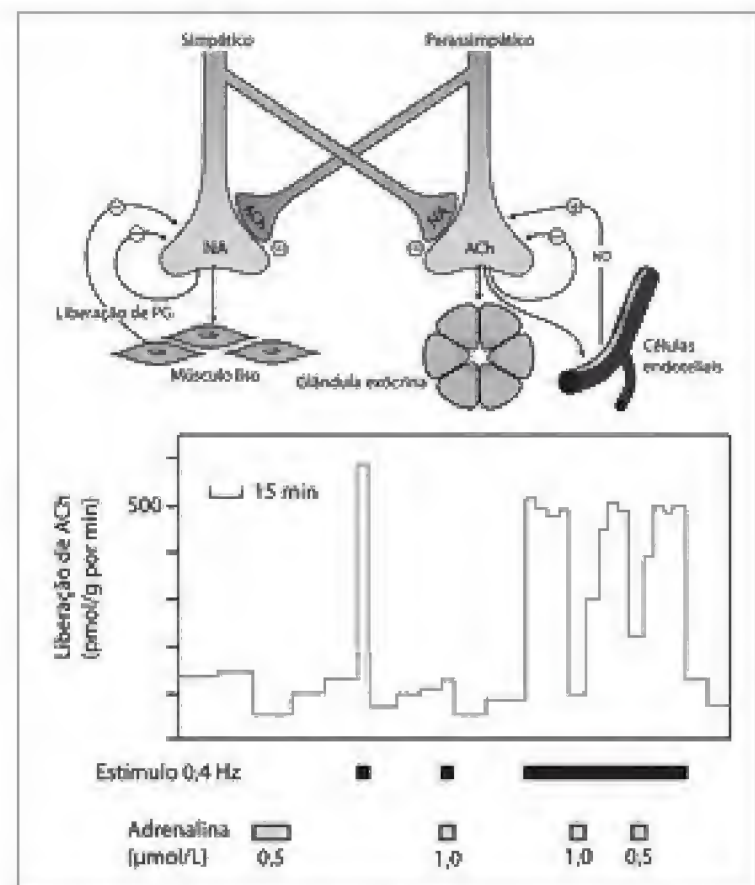 Simpático
Parassimpático
ACh
NA
NA
ACh
NO
Liberação de PG
Músculo liso
Glândula exócrina
Células
endoteliais
Liberação de ACh
(pmol/g por min)
500
15 min
Estímulo 0,4 Hz
Adrenalina
(µmol/L)
0,5
1,0
1,0
0,5